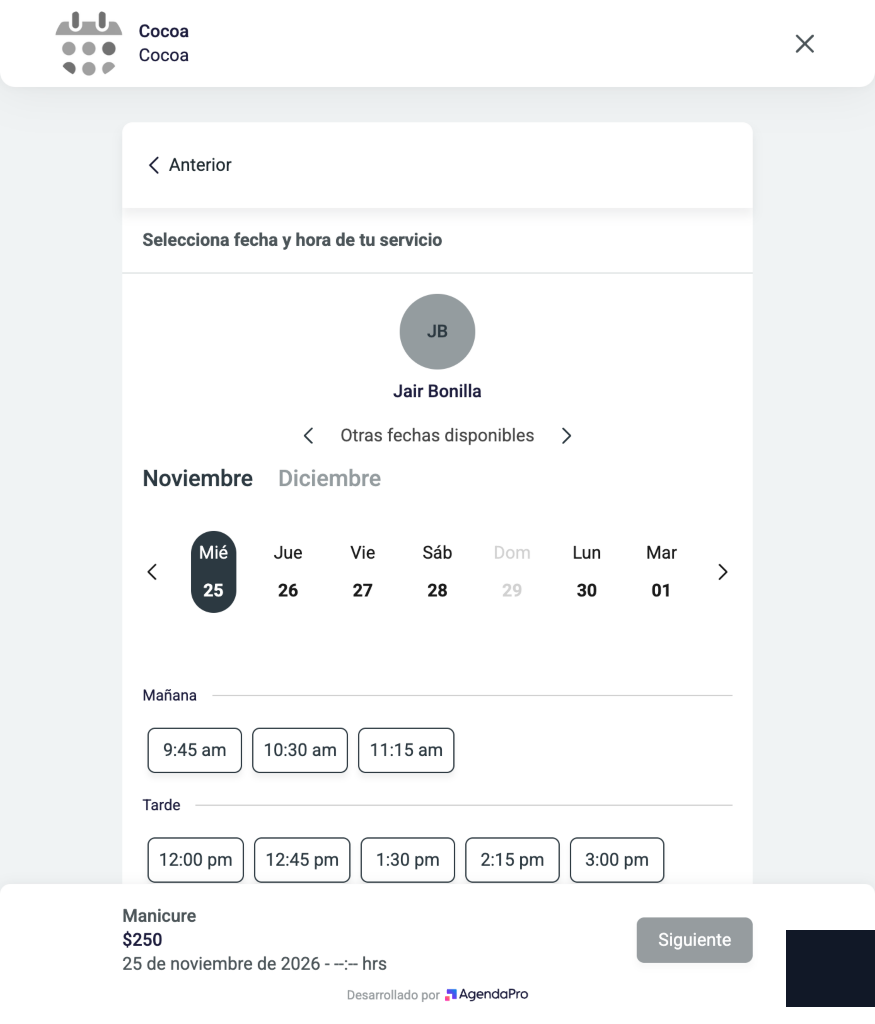 Cocoa
Cocoa
Anterior
Selecciona fecha y hora de tu servicio
JB
Jair Bonilla
Otras fechas disponibles
Noviembre Diciembre
Mié Jue Vie Sáb Dom Lun Mar
25 26 27 28 29 30 01
Mañana
9:45 am 10:30 am 11:15 am
Tarde
12:00 pm 12:45 pm 1:30 pm 2:15 pm 3:00 pm
Manicure
$250
25 de noviembre de 2026 - --:-- hrs
Siguiente
Desarrollado por AgendaPro